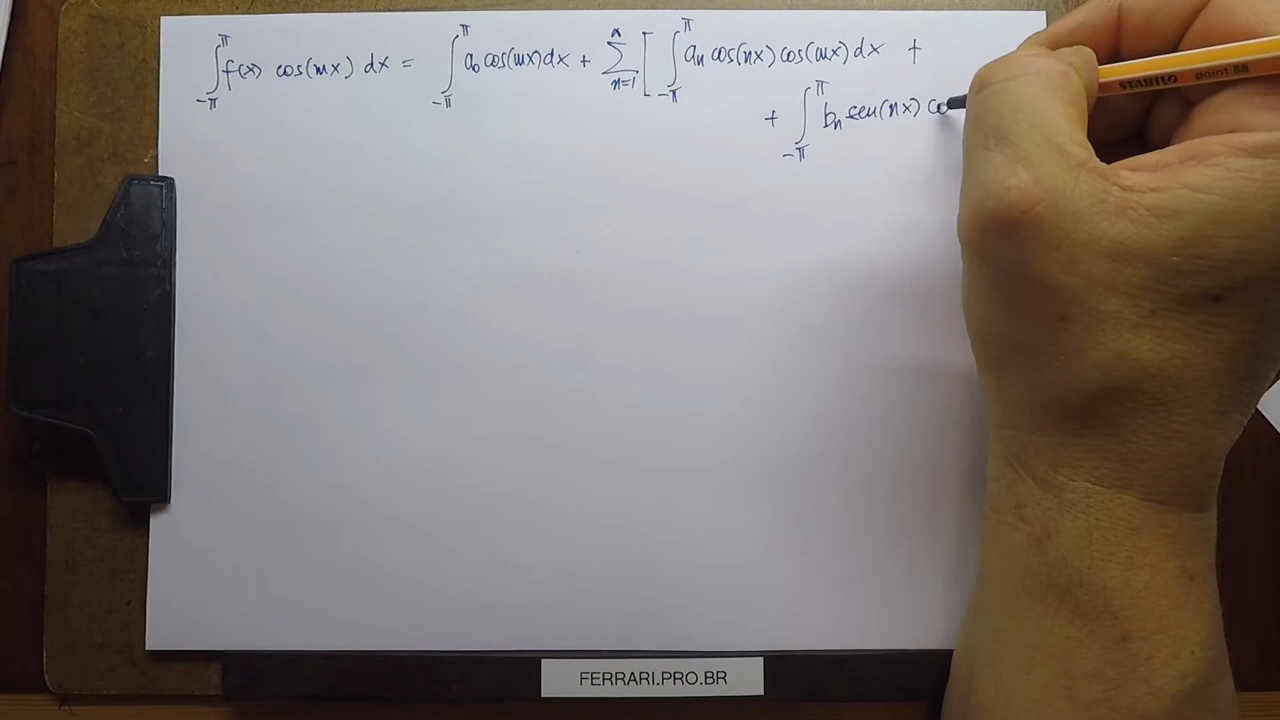 ∫_{-π}^{π} f(x) cos(mx) dx = ∫_{-π}^{π} a₀ cos(mx) dx + ∑_{n=1}^{∞} [ ∫_{-π}^{π} aₙ cos(nx) cos(mx) dx +
+ ∫_{-π}^{π} bₙ sen(nx) co
STABILO point 88
FERRARI.PRO.BR